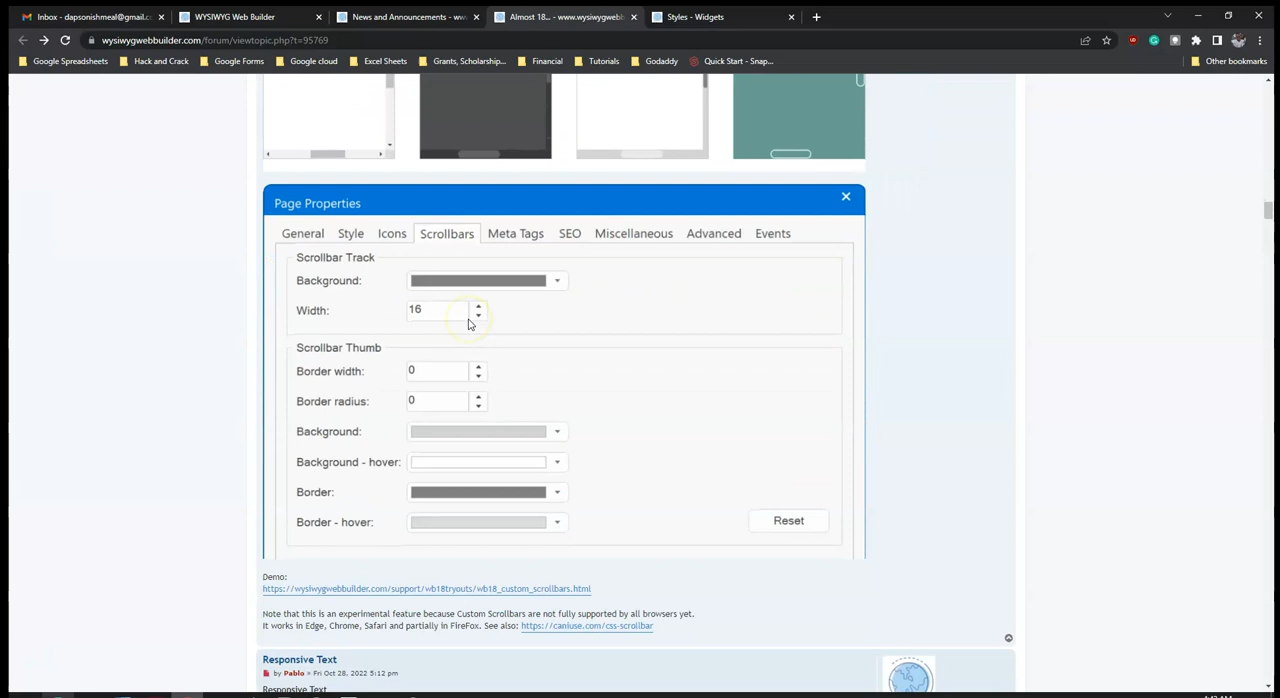 Inbox - dapsonishmeal@gmail.c
WYSIWYG Web Builder
News and Announcements - www.
Almost 18... - www.wysiwygwebb
Styles - Widgets
wysiwygwebbuilder.com/forum/viewtopic.php?t=95769
Google Spreadsheets
Hack and Crack
Google Forms
Google cloud
Excel Sheets
Grants, Scholarship...
Financial
Tutorials
Godaddy
Quick Start - Snap...
Other bookmarks
Page Properties
General Style Icons Scrollbars Meta Tags SEO Miscellaneous Advanced Events
Scrollbar Track
Background:
Width: 16
Scrollbar Thumb
Border width: 0
Border radius: 0
Background:
Background - hover:
Border:
Border - hover:
Reset
Demo:
https://wysiwygwebbuilder.com/support/wb18tryouts/wb18_custom_scrollbars.html
Note that this is an experimental feature because Custom Scrollbars are not fully supported by all browsers yet.
It works in Edge, Chrome, Safari and partially in FireFox. See also: https://caniuse.com/css-scrollbar
Responsive Text
by Pablo » Fri Oct 28, 2022 5:12 pm
Responsive Text